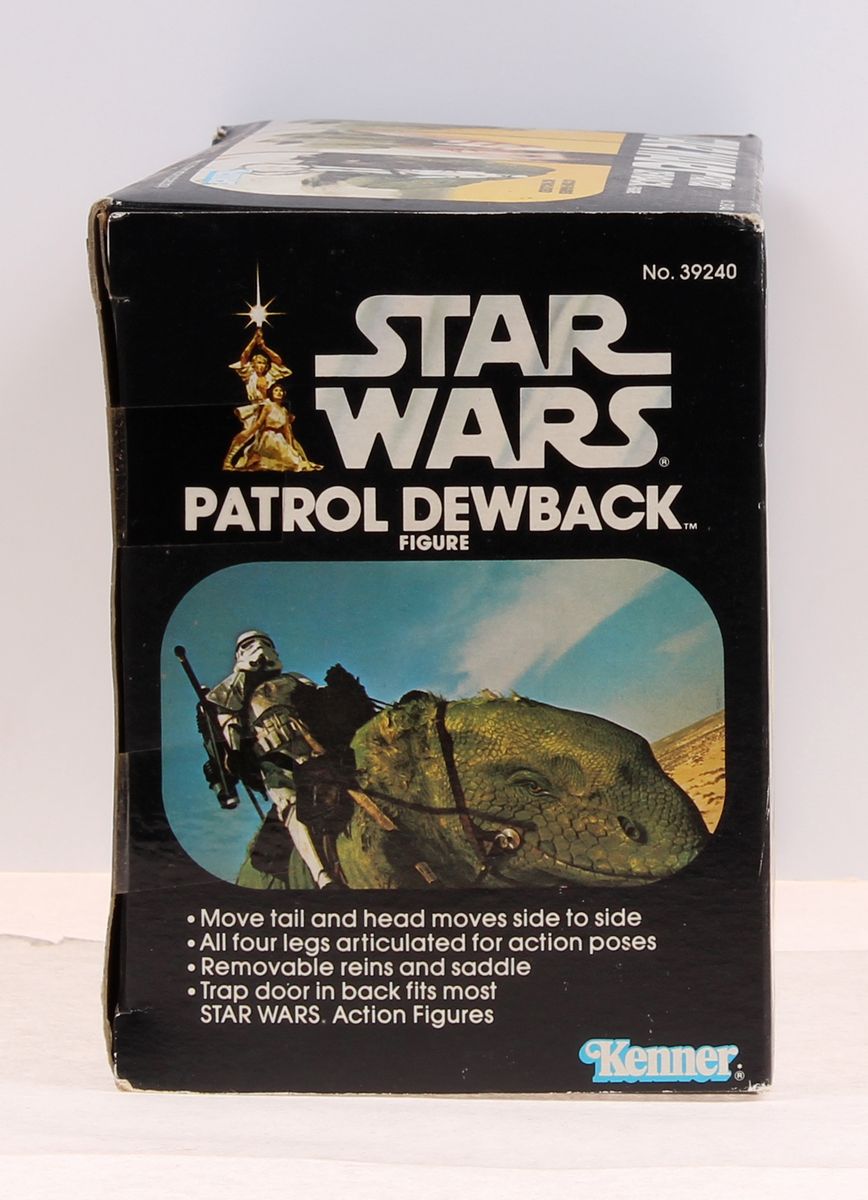 No. 39240
STAR
WARS®
PATROL DEWBACK™
FIGURE
• Move tail and head moves side to side
• All four legs articulated for action poses
• Removable reins and saddle
• Trap door in back fits most
STAR WARS® Action Figures
Kenner®